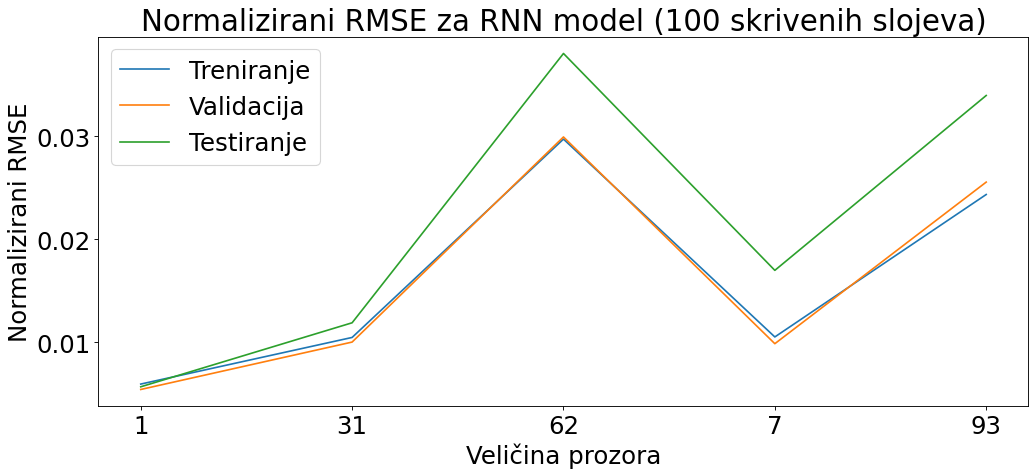 Normalizirani RMSE za RNN model (100 skrivenih slojeva)
Treniranje
Validacija
Testiranje
Normalizirani RMSE
0.03
0.02
0.01
1 31 62 7 93
Veličina prozora